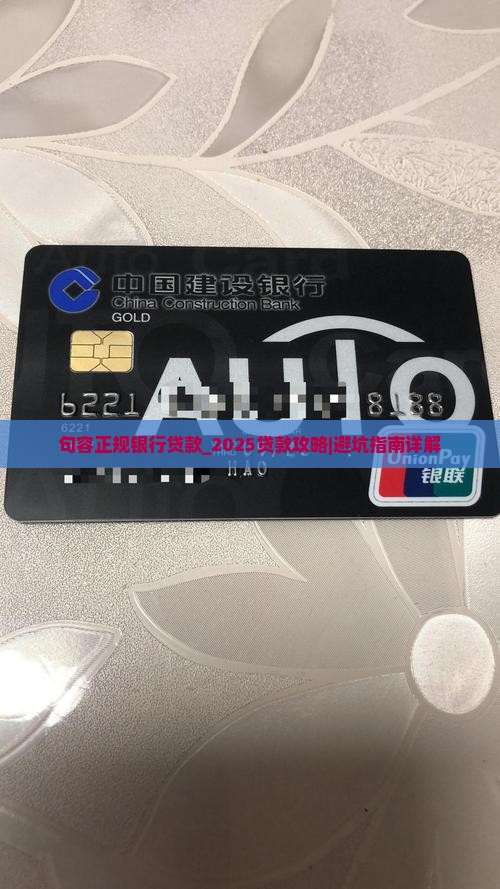 中国建设银行
China Construction Bank
GOLD
AUTO
6221 8188
6221
句容正规银行贷款_2025贷款攻略|避坑指南详解
THRU
HAO
UnionPay
银联